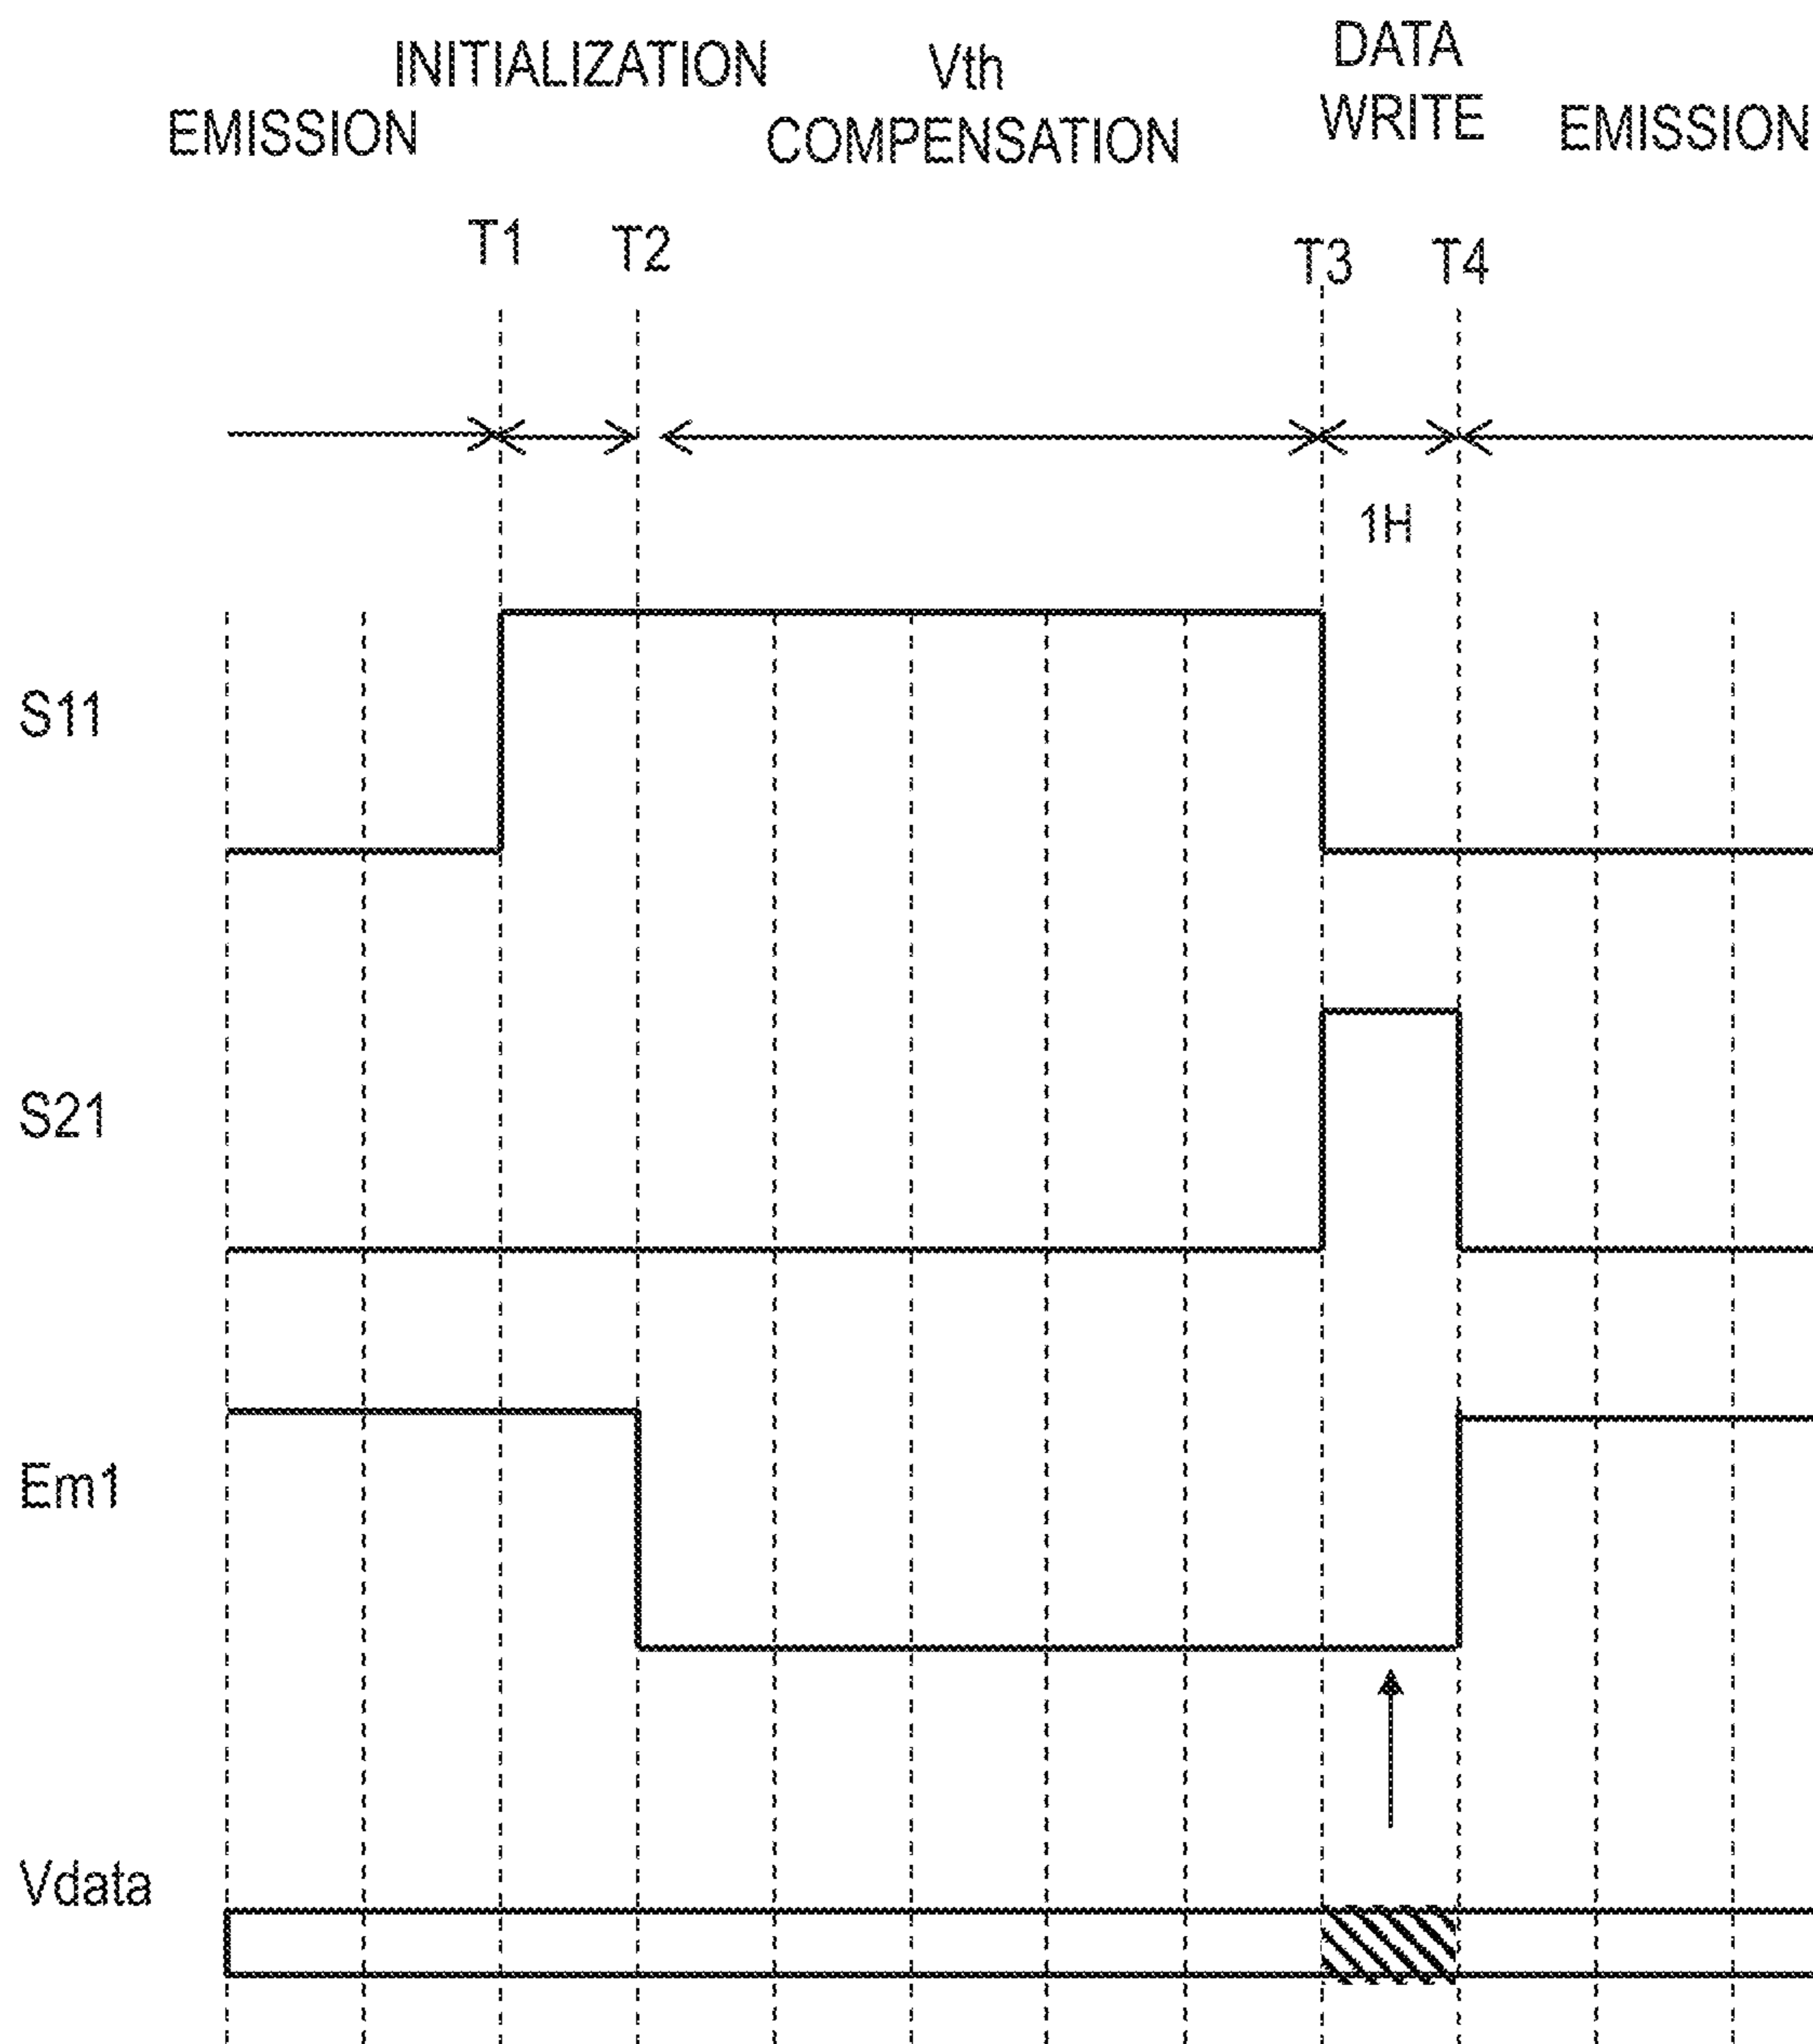 EMISSION
INITIALIZATION
Vth
COMPENSATION
DATA
WRITE
EMISSION
T1
T2
T3
T4
1H
S11
S21
Em1
Vdata